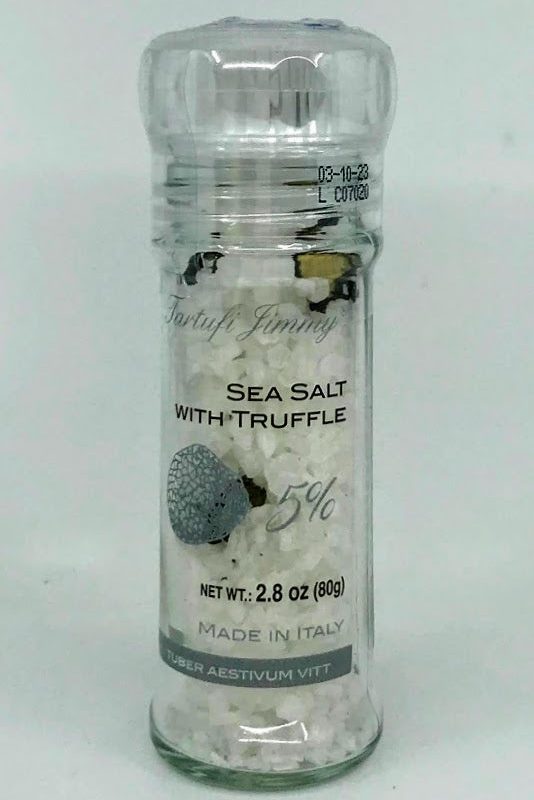 03-10-23
L C07020
Tartufi Jimmy
SEA SALT
WITH TRUFFLE
5%
NET WT.: 2.8 oz (80g)
MADE IN ITALY
TUBER AESTIVUM VITT